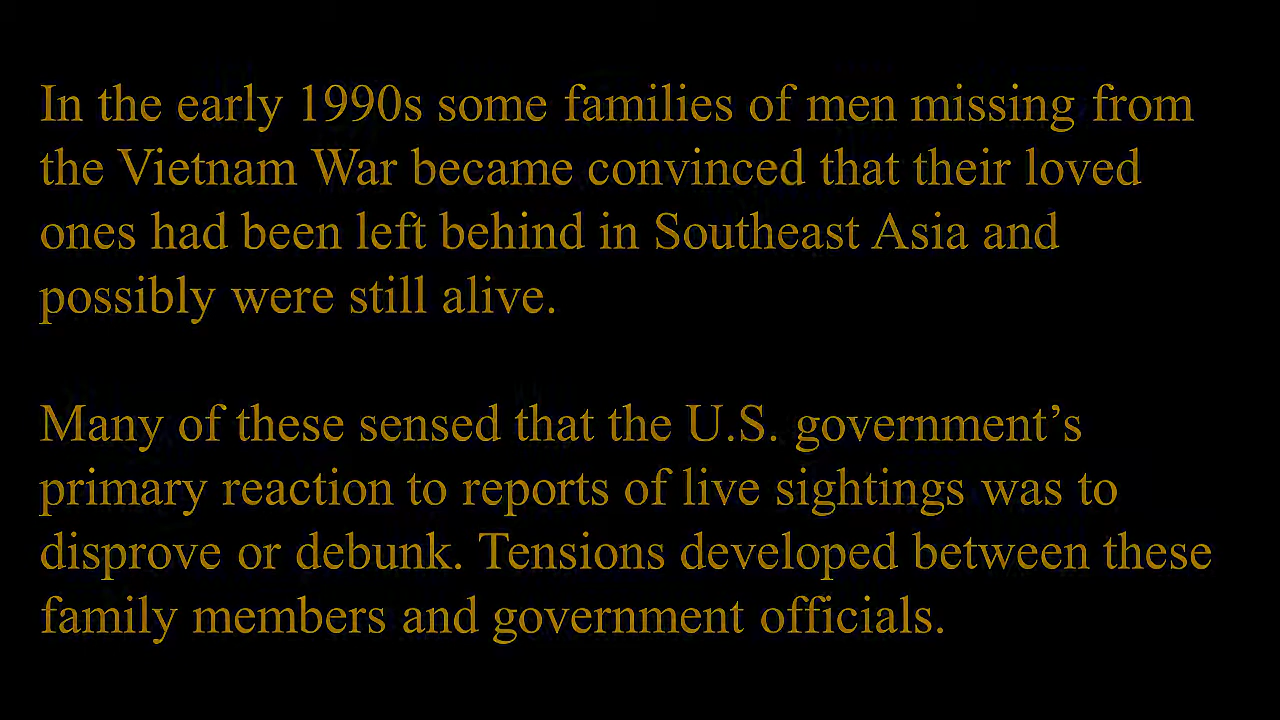 In the early 1990s some families of men missing from
the Vietnam War became convinced that their loved
ones had been left behind in Southeast Asia and
possibly were still alive.
Many of these sensed that the U.S. government’s
primary reaction to reports of live sightings was to
disprove or debunk. Tensions developed between these
family members and government officials.